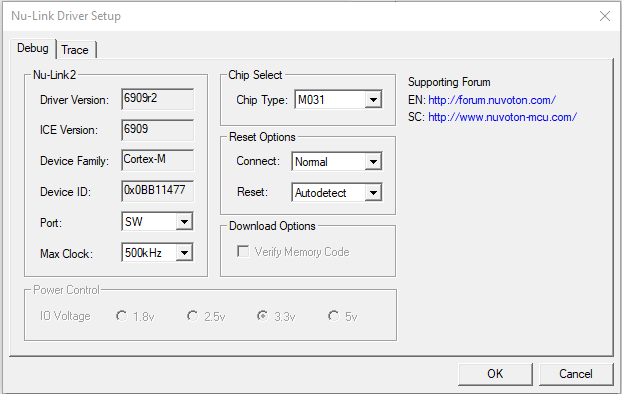 Nu-Link Driver Setup
Debug Trace
Nu-Link2
Driver Version: 6909r2
ICE Version: 6909
Device Family: Cortex-M
Device ID: 0x0BB11477
Port: SW
Max Clock: 500kHz
Chip Select
Chip Type: M031
Reset Options
Connect: Normal
Reset: Autodetect
Download Options
Verify Memory Code
Supporting Forum
EN: http://forum.nuvoton.com/
SC: http://www.nuvoton-mcu.com/
Power Control
IO Voltage 1.8v 2.5v 3.3v 5v
OK Cancel